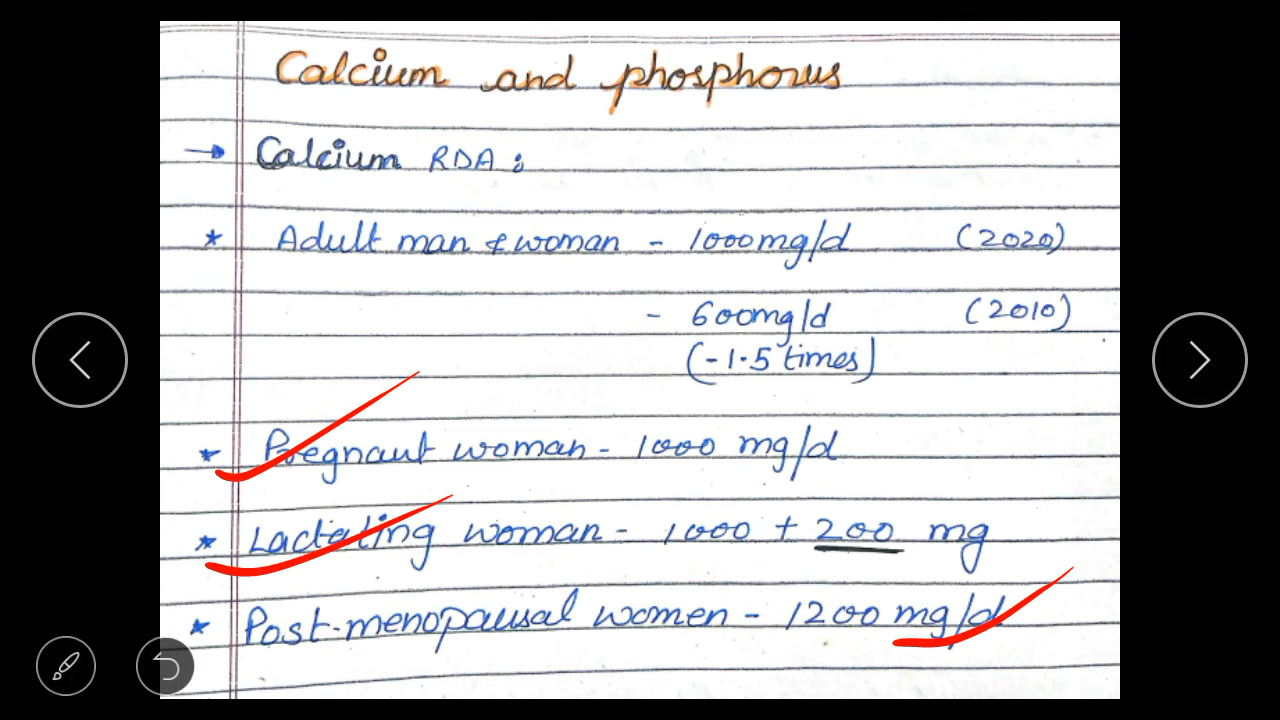 Calcium and phosphorus
→ Calcium RDA :
* Adult man & woman - 1000mg/d (2020)
- 600mg/d (2010)
(-1.5 times)
* Pregnant woman - 1000 mg/d
* Lactating woman - 1000 + 200 mg
* Post-menopausal women - 1200 mg/d